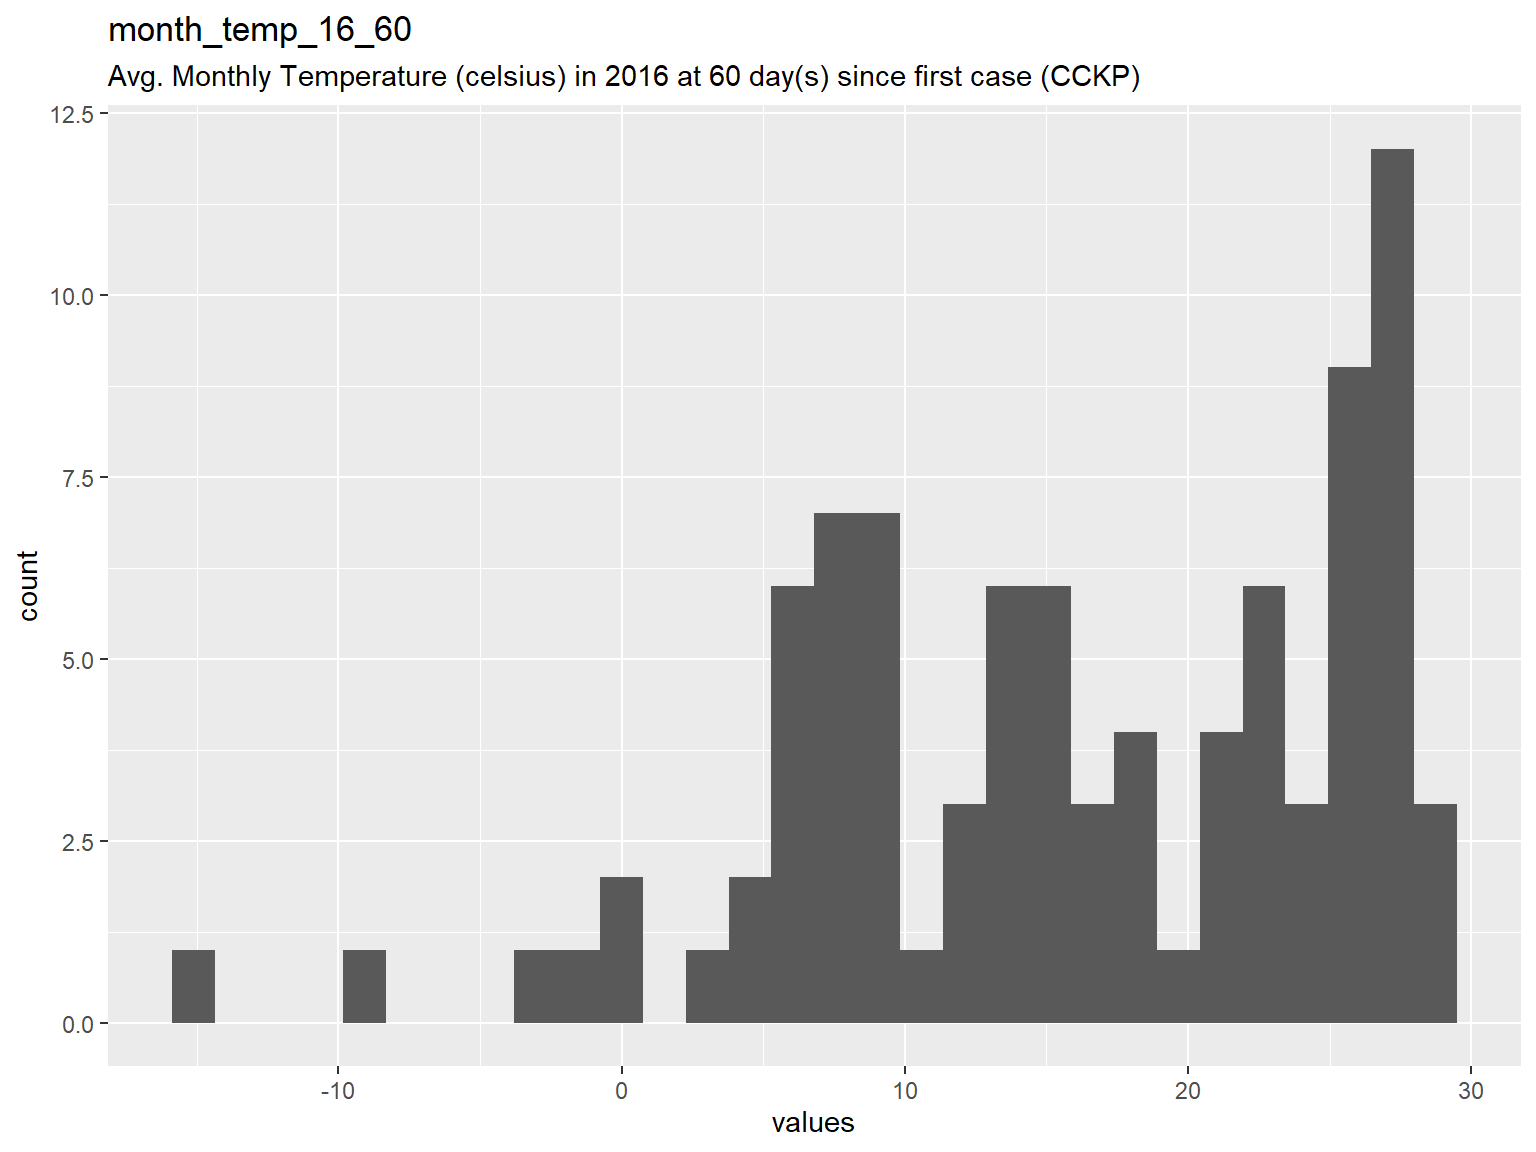 month_temp_16_60
Avg. Monthly Temperature (celsius) in 2016 at 60 day(s) since first case (CCKP)
12.5
10.0
7.5
5.0
2.5
0.0
count
-10 0 10 20 30
values